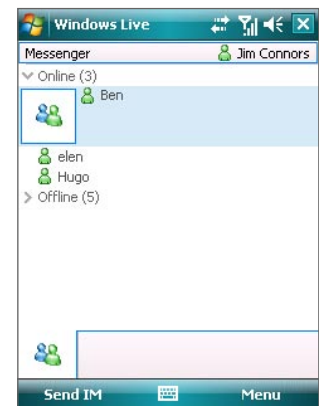 Windows Live
Messenger Jim Connors
Online (3)
Ben
elen
Hugo
Offline (5)
Send IM Menu